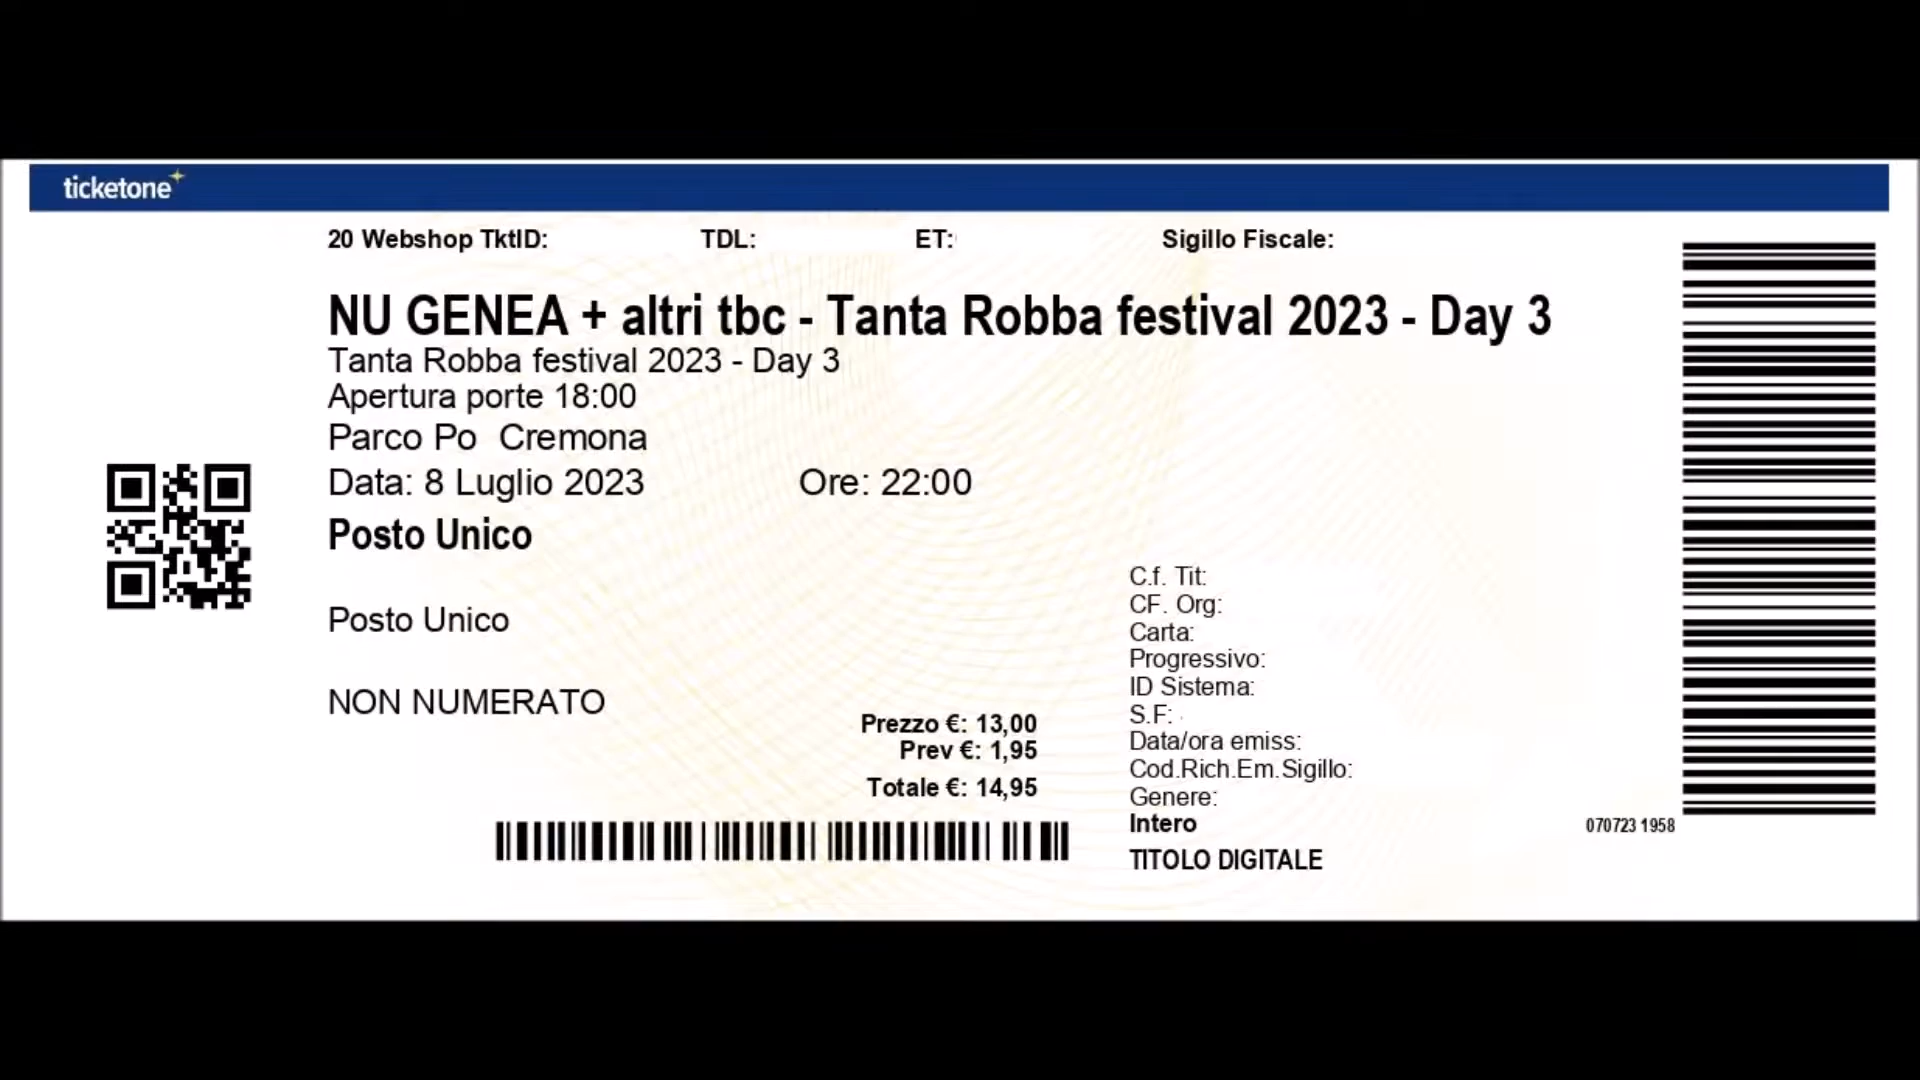 ticketone
20 Webshop TktID: TDL: ET: Sigillo Fiscale:
NU GENEA + altri tbc - Tanta Robba festival 2023 - Day 3
Tanta Robba festival 2023 - Day 3
Apertura porte 18:00
Parco Po Cremona
Data: 8 Luglio 2023 Ore: 22:00
Posto Unico
Posto Unico
NON NUMERATO
Prezzo €: 13,00
Prev €: 1,95
Totale €: 14,95
C.f. Tit:
CF. Org:
Carta:
Progressivo:
ID Sistema:
S.F:
Data/ora emiss:
Cod.Rich.Em.Sigillo:
Genere:
Intero
TITOLO DIGITALE
070723 1958